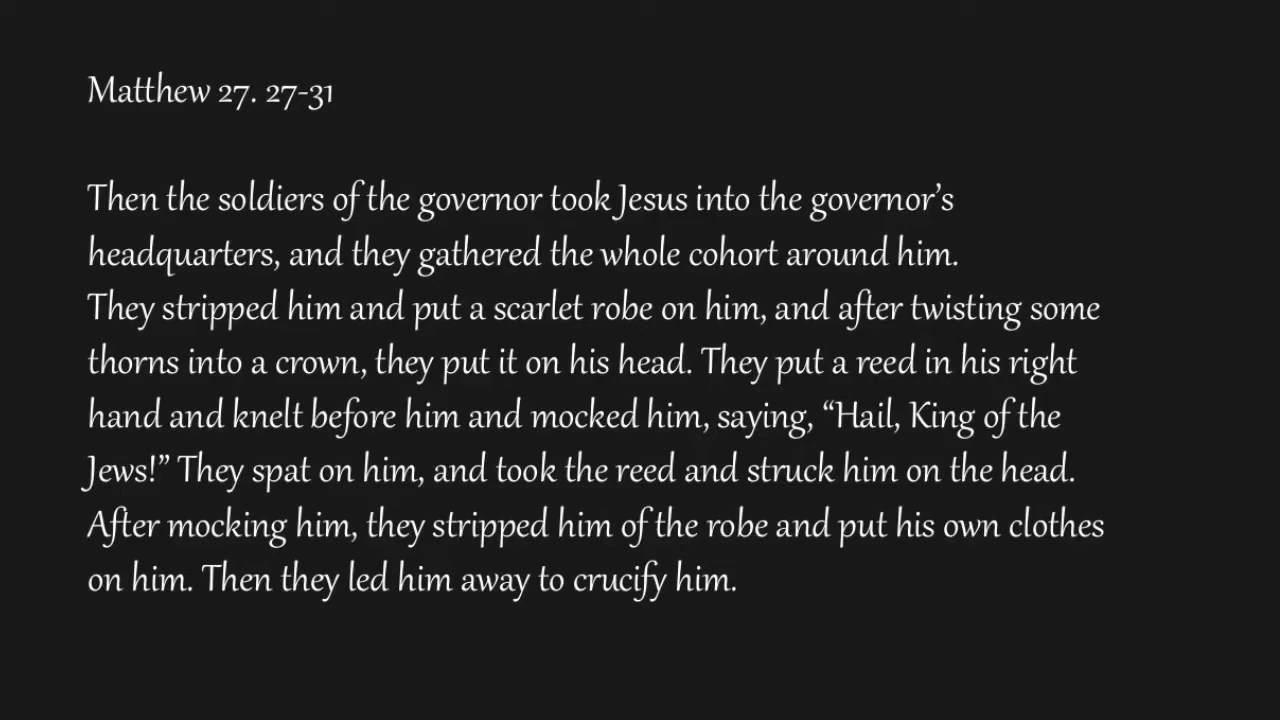 Matthew 27. 27-31
Then the soldiers of the governor took Jesus into the governor’s
headquarters, and they gathered the whole cohort around him.
They stripped him and put a scarlet robe on him, and after twisting some
thorns into a crown, they put it on his head. They put a reed in his right
hand and knelt before him and mocked him, saying, “Hail, King of the
Jews!” They spat on him, and took the reed and struck him on the head.
After mocking him, they stripped him of the robe and put his own clothes
on him. Then they led him away to crucify him.